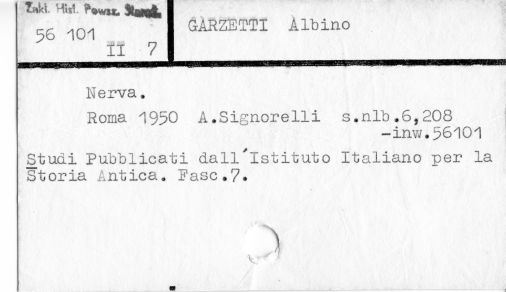 Zakł. Hist. Powsz. Staroż.
56 101
II 7
GARZETTI Albino
Nerva.
Roma 1950 A.Signorelli s.nlb.6,208
-inw.56101
Studi Pubblicati dall'Istituto Italiano per la
Storia Antica. Fasc.7.